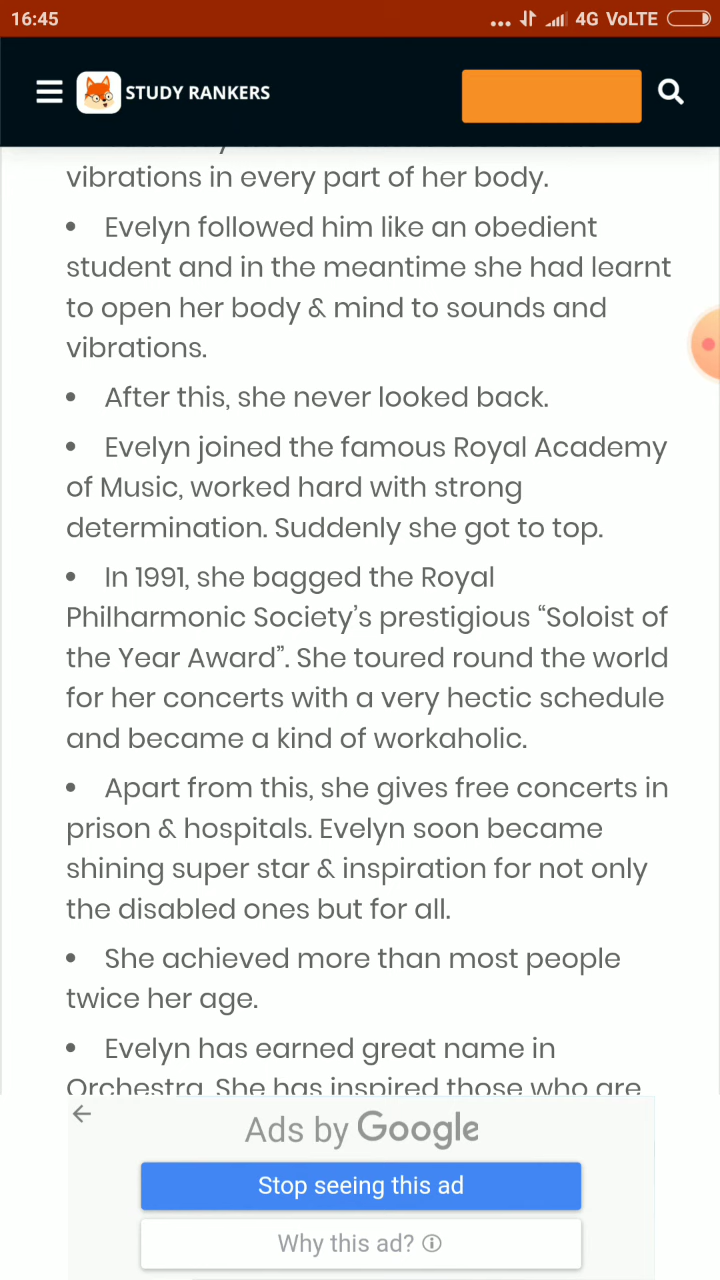 16:45
... 4G VoLTE
STUDY RANKERS
vibrations in every part of her body.
• Evelyn followed him like an obedient
student and in the meantime she had learnt
to open her body & mind to sounds and
vibrations.
• After this, she never looked back.
• Evelyn joined the famous Royal Academy
of Music, worked hard with strong
determination. Suddenly she got to top.
• In 1991, she bagged the Royal
Philharmonic Society’s prestigious “Soloist of
the Year Award”. She toured round the world
for her concerts with a very hectic schedule
and became a kind of workaholic.
• Apart from this, she gives free concerts in
prison & hospitals. Evelyn soon became
shining super star & inspiration for not only
the disabled ones but for all.
• She achieved more than most people
twice her age.
• Evelyn has earned great name in
Orchestra. She has inspired those who are
Ads by Google
Stop seeing this ad
Why this ad?